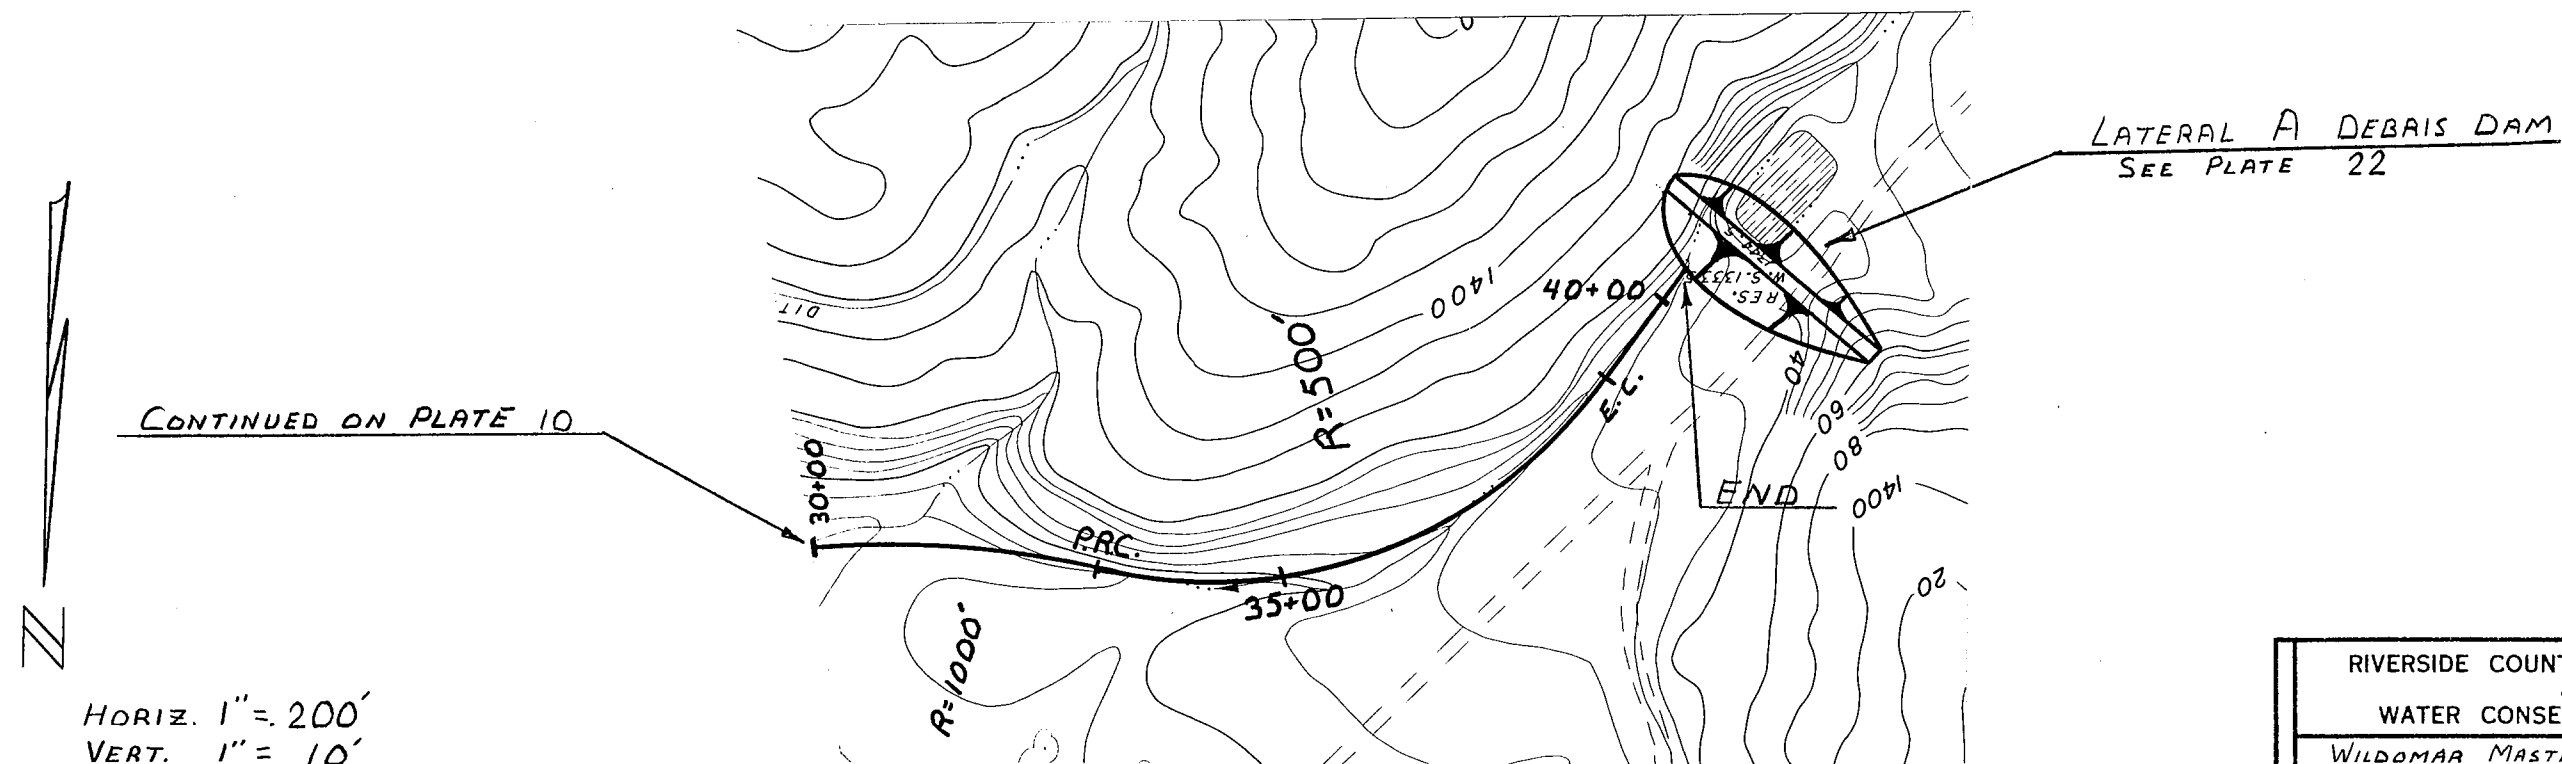 LATERAL A DEBRIS DAM
SEE PLATE 22
1400
40+00
R=500'
E.C.
RES.
W.S. 1333
40
60
80
1400
20
END
CONTINUED ON PLATE 10
30+00
P.R.C.
35+00
R=1000'
N
HORIZ. 1"=200'
VERT. 1"= 10'
RIVERSIDE COUNT
WATER CONSE
WILDOMAR MAST